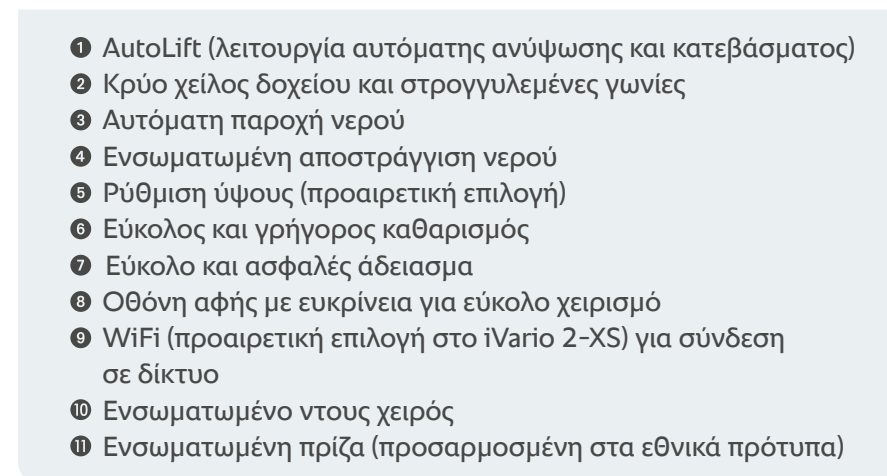 ❶ AutoLift (λειτουργία αυτόματης ανύψωσης και κατεβάσματος)
❷ Κρύο χείλος δοχείου και στρογγυλεμένες γωνίες
❸ Αυτόματη παροχή νερού
❹ Ενσωματωμένη αποστράγγιση νερού
❺ Ρύθμιση ύψους (προαιρετική επιλογή)
❻ Εύκολος και γρήγορος καθαρισμός
❼ Εύκολο και ασφαλές άδειασμα
❽ Οθόνη αφής με ευκρίνεια για εύκολο χειρισμό
❾ WiFi (προαιρετική επιλογή στο iVario 2-XS) για σύνδεση
σε δίκτυο
❿ Ενσωματωμένο ντους χειρός
⓫ Ενσωματωμένη πρίζα (προσαρμοσμένη στα εθνικά πρότυπα)